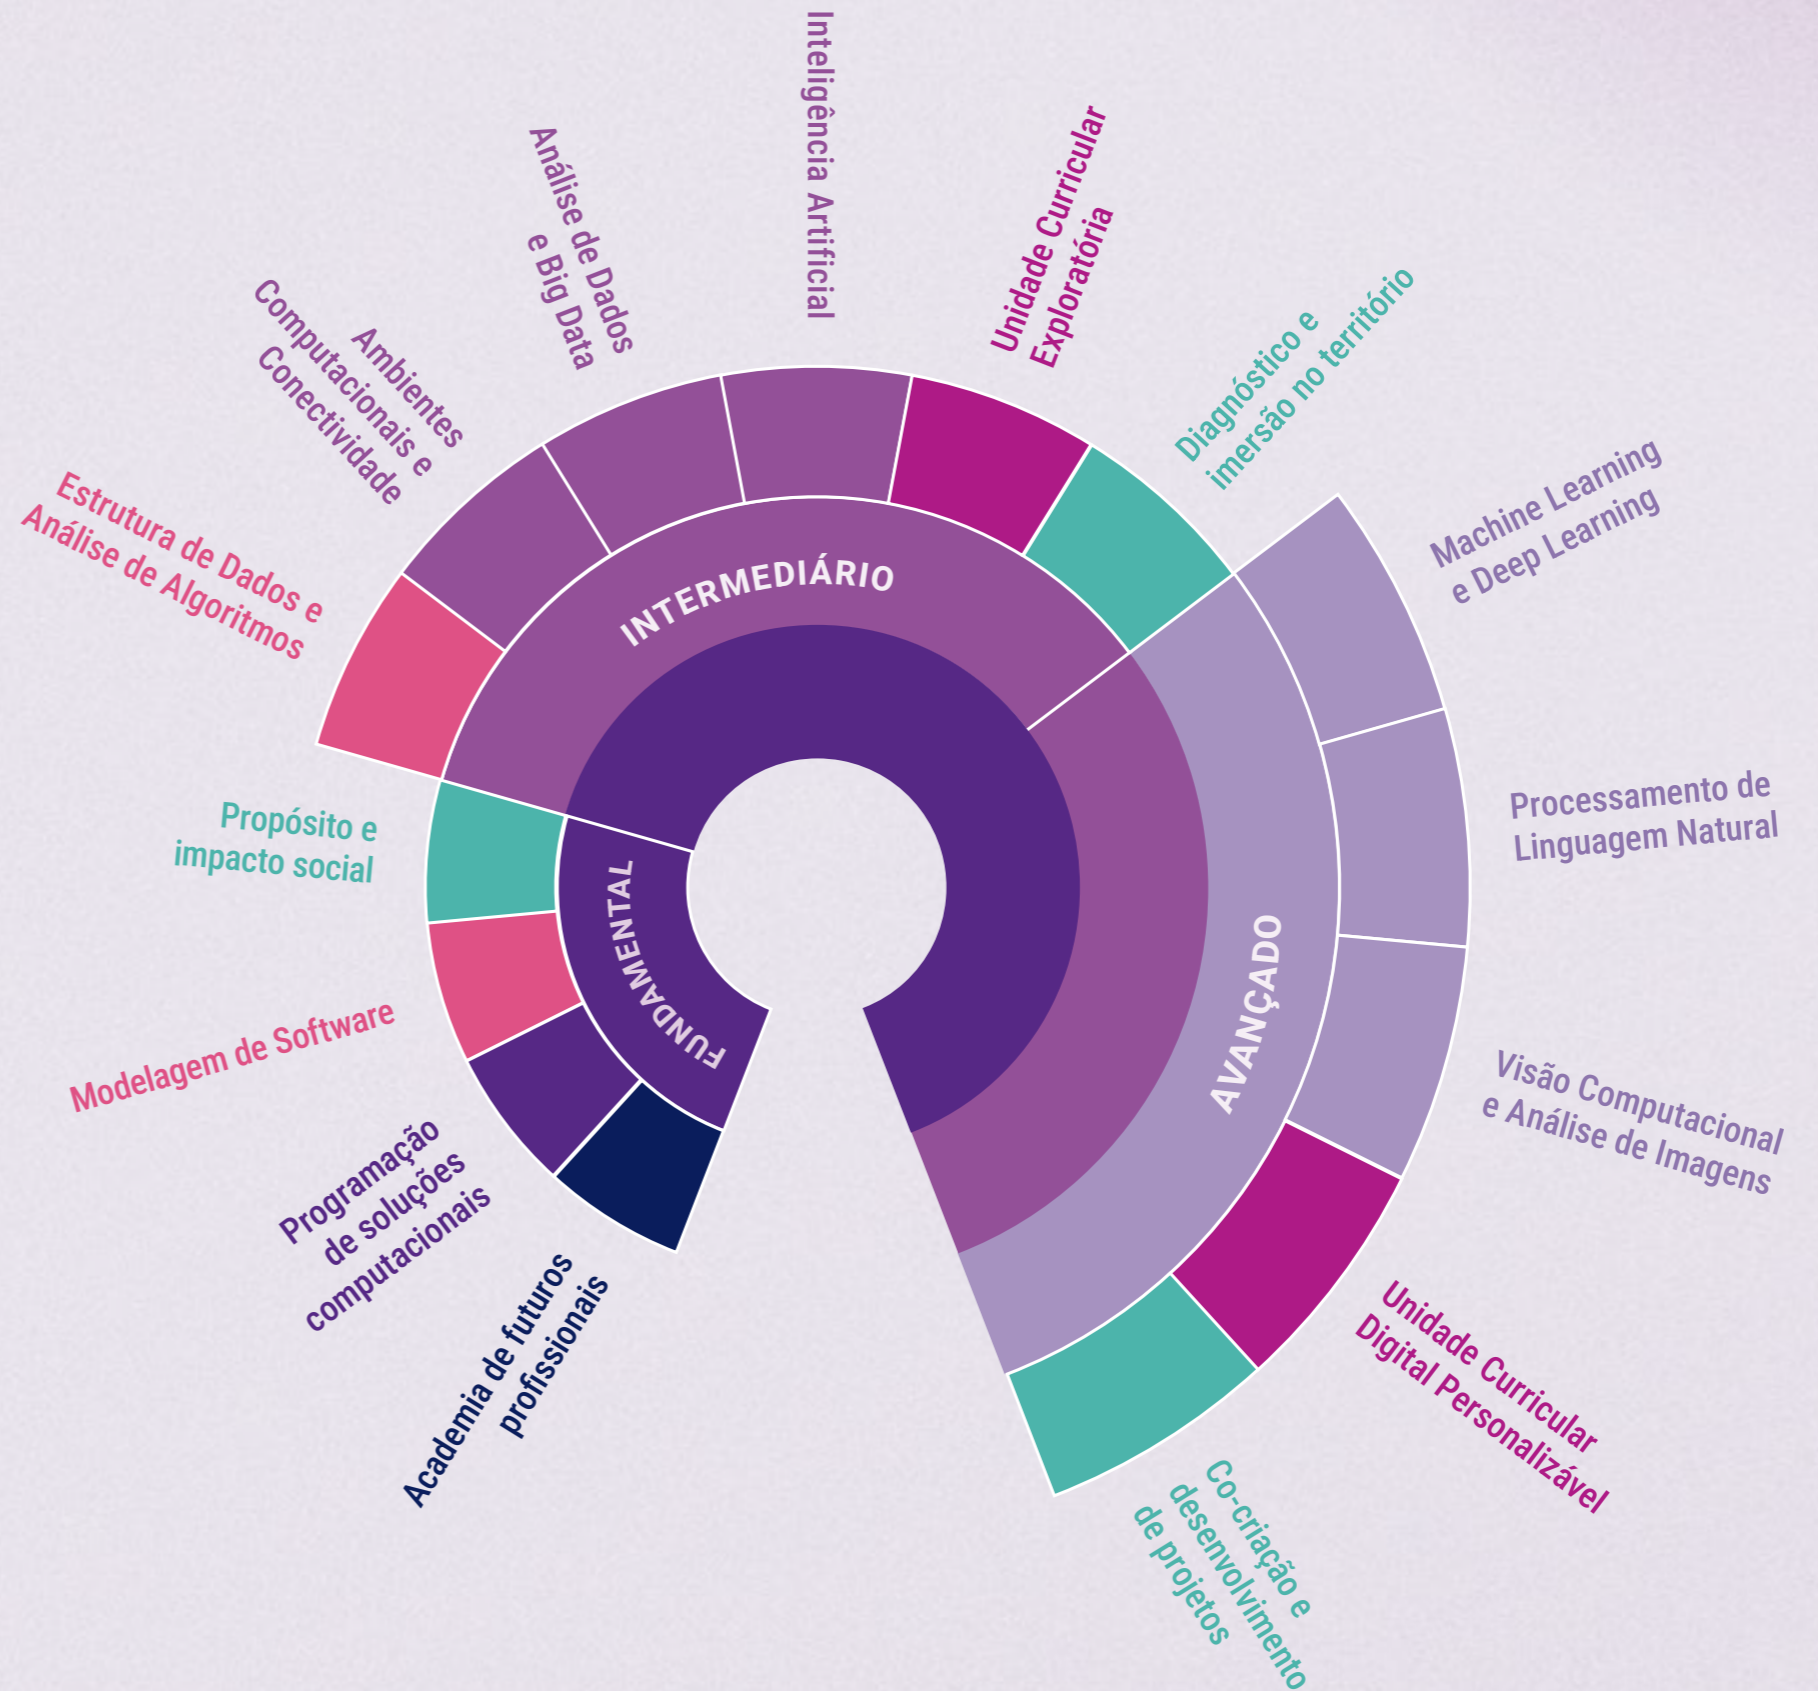 FUNDAMENTAL
Academia de futuros
profissionais
Programação
de soluções
computacionais
Modelagem de Software
Propósito e
impacto social
INTERMEDIÁRIO
Estrutura de Dados e
Análise de Algoritmos
Ambientes
Computacionais e
Conectividade
Análise de Dados
e Big Data
Inteligência Artificial
Unidade Curricular
Exploratória
Diagnóstico e
imersão no território
AVANÇADO
Machine Learning
e Deep Learning
Processamento de
Linguagem Natural
Visão Computacional
e Análise de Imagens
Unidade Curricular
Digital Personalizável
Co-criação e
desenvolvimento
de projetos